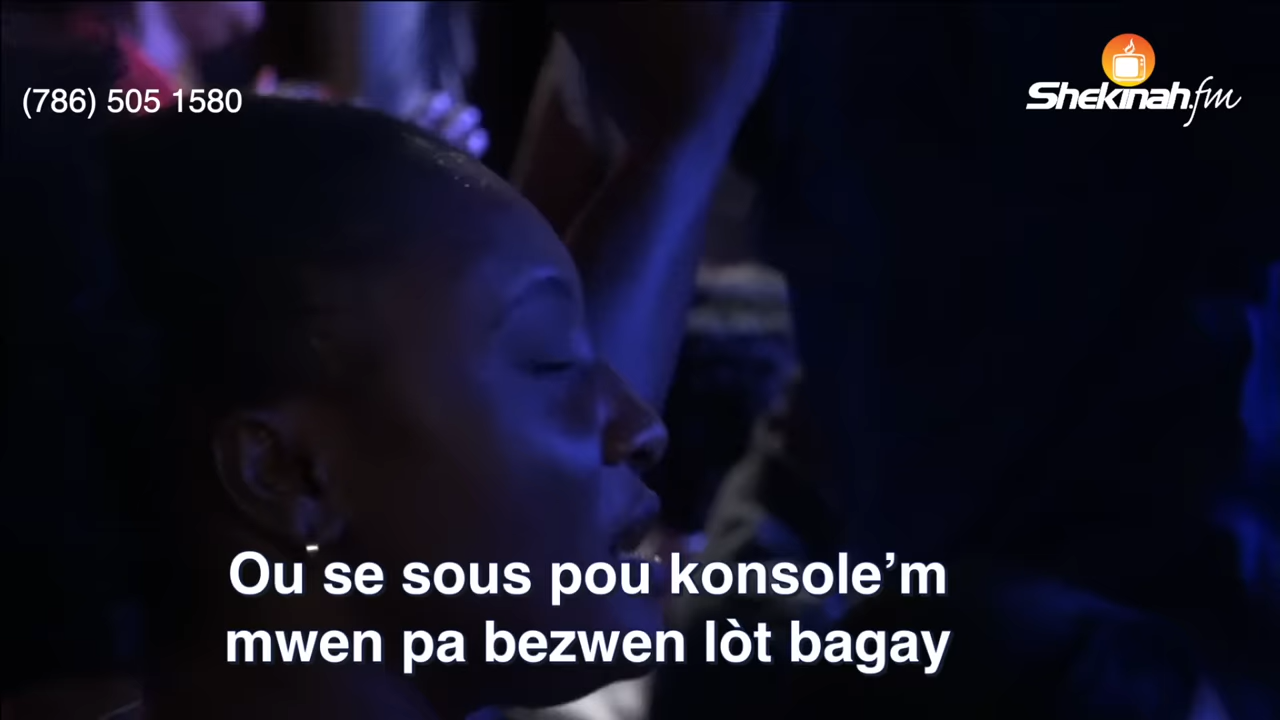 (786) 505 1580
Shekinah.fm
Ou se sous pou konsole’m
mwen pa bezwen lòt bagay